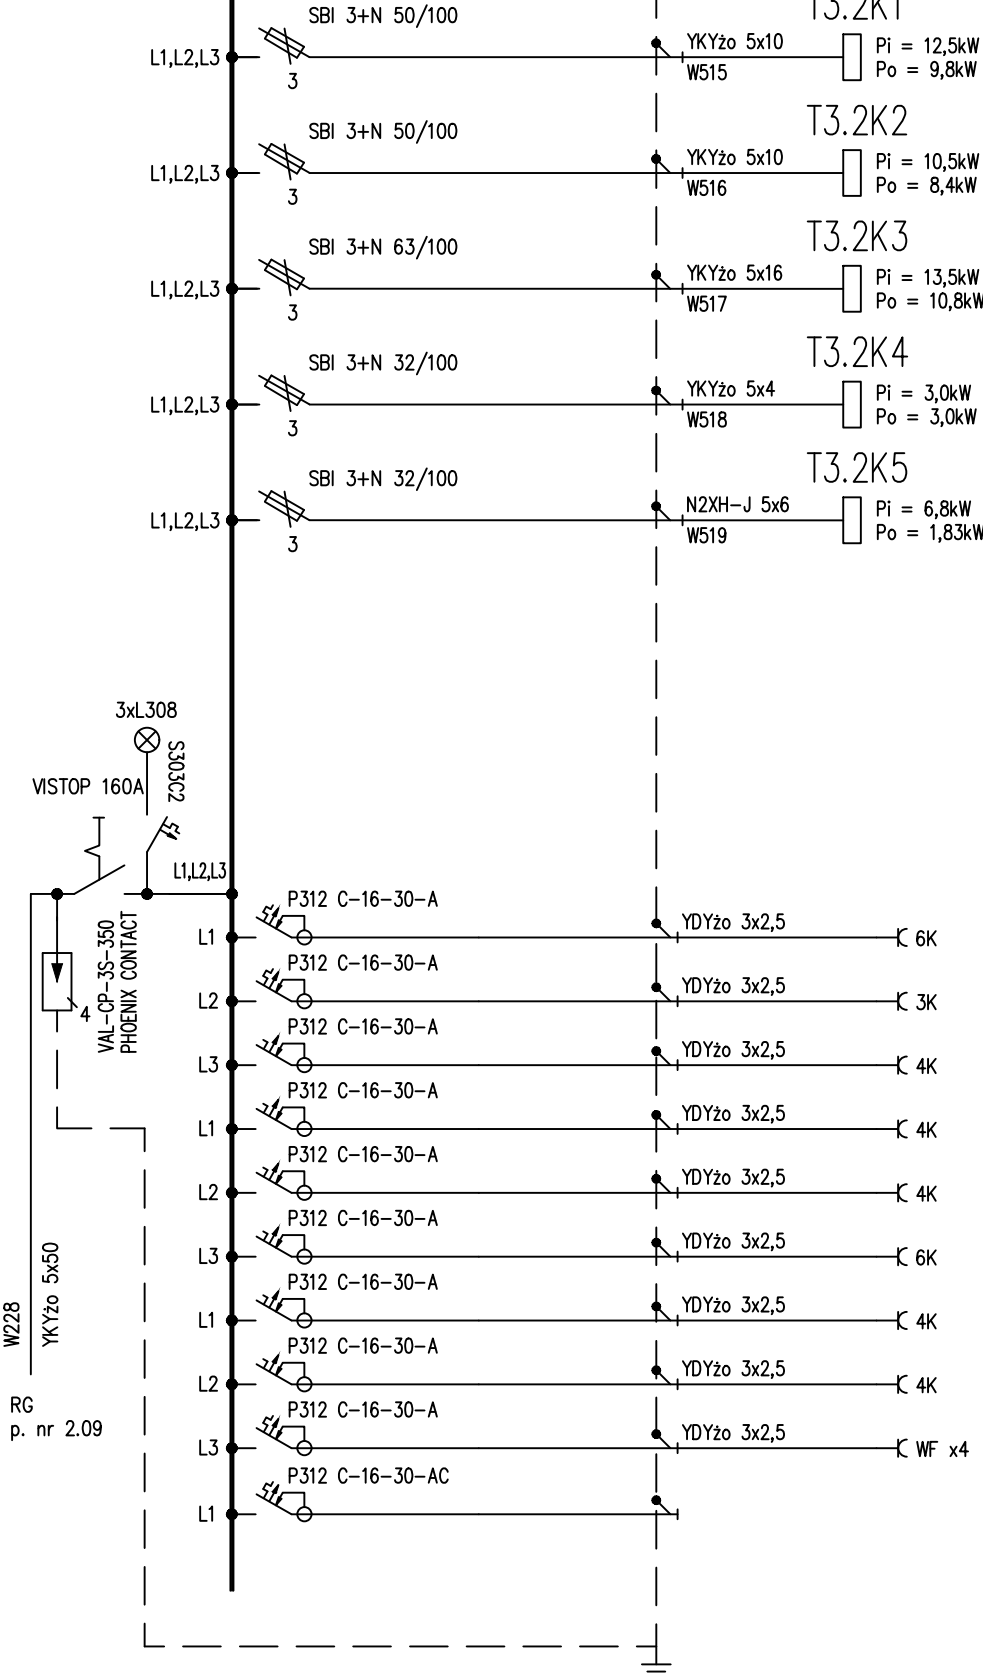 SBI 3+N 50/100
T3.2K1
L1,L2,L3
3
YKYżo 5x10
W515
Pi = 12,5kW
Po = 9,8kW
SBI 3+N 50/100
T3.2K2
L1,L2,L3
3
YKYżo 5x10
W516
Pi = 10,5kW
Po = 8,4kW
SBI 3+N 63/100
T3.2K3
L1,L2,L3
3
YKYżo 5x16
W517
Pi = 13,5kW
Po = 10,8kW
SBI 3+N 32/100
T3.2K4
L1,L2,L3
3
YKYżo 5x4
W518
Pi = 3,0kW
Po = 3,0kW
SBI 3+N 32/100
T3.2K5
L1,L2,L3
3
N2XH-J 5x6
W519
Pi = 6,8kW
Po = 1,83kW
3xL308
S303C2
VISTOP 160A
L1,L2,L3
4
VAL-CP-3S-350
PHOENIX CONTACT
W228
YKYżo 5x50
RG
p. nr 2.09
P312 C-16-30-A
L1
YDYżo 3x2,5
6K
P312 C-16-30-A
L2
YDYżo 3x2,5
3K
P312 C-16-30-A
L3
YDYżo 3x2,5
4K
P312 C-16-30-A
L1
YDYżo 3x2,5
4K
P312 C-16-30-A
L2
YDYżo 3x2,5
4K
P312 C-16-30-A
L3
YDYżo 3x2,5
6K
P312 C-16-30-A
L1
YDYżo 3x2,5
4K
P312 C-16-30-A
L2
YDYżo 3x2,5
4K
P312 C-16-30-A
L3
YDYżo 3x2,5
WF x4
P312 C-16-30-AC
L1